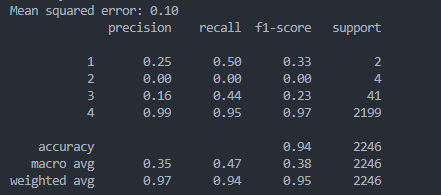 Mean squared error: 0.10
precision recall f1-score support
1 0.25 0.50 0.33 2
2 0.00 0.00 0.00 4
3 0.16 0.44 0.23 41
4 0.99 0.95 0.97 2199
accuracy 0.94 2246
macro avg 0.35 0.47 0.38 2246
weighted avg 0.97 0.94 0.95 2246